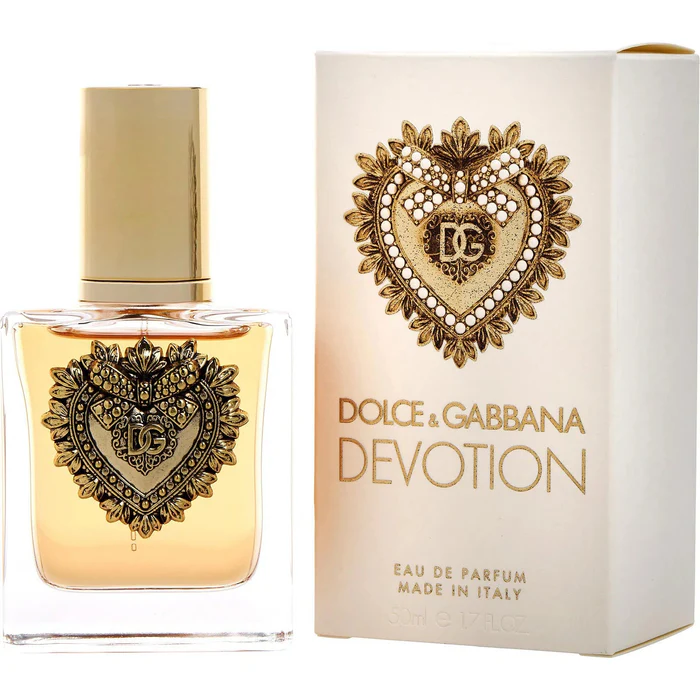 DG
DG
DOLCE & GABBANA
DEVOTION
EAU DE PARFUM
MADE IN ITALY
50ml e 1.7 FL.OZ.